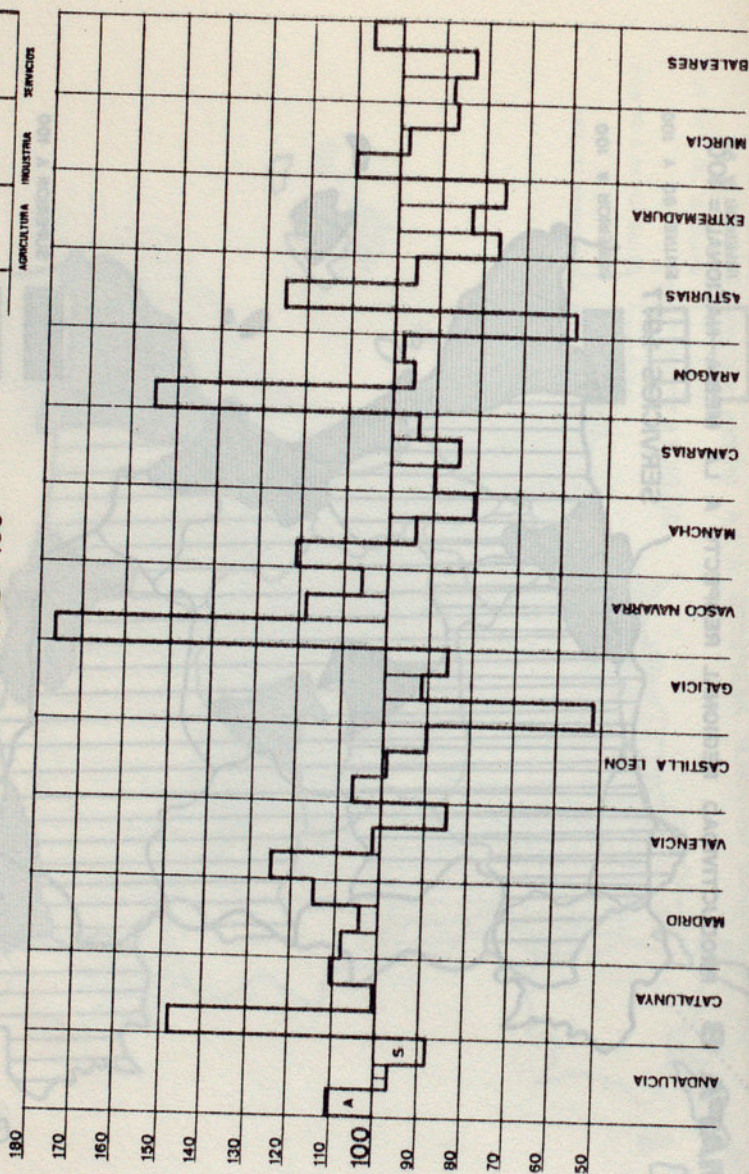 AGRICULTURA INDUSTRIA SERVICIOS
180
170
160
150
140
130
120
110
100
90
80
70
60
50
A
S
ANDALUCIA
CATALUNYA
MADRID
VALENCIA
CASTILLA LEON
GALICIA
VASCO NAVARRA
MANCHA
CANARIAS
ARAGON
ASTURIAS
EXTREMADURA
MURCIA
BALEARES